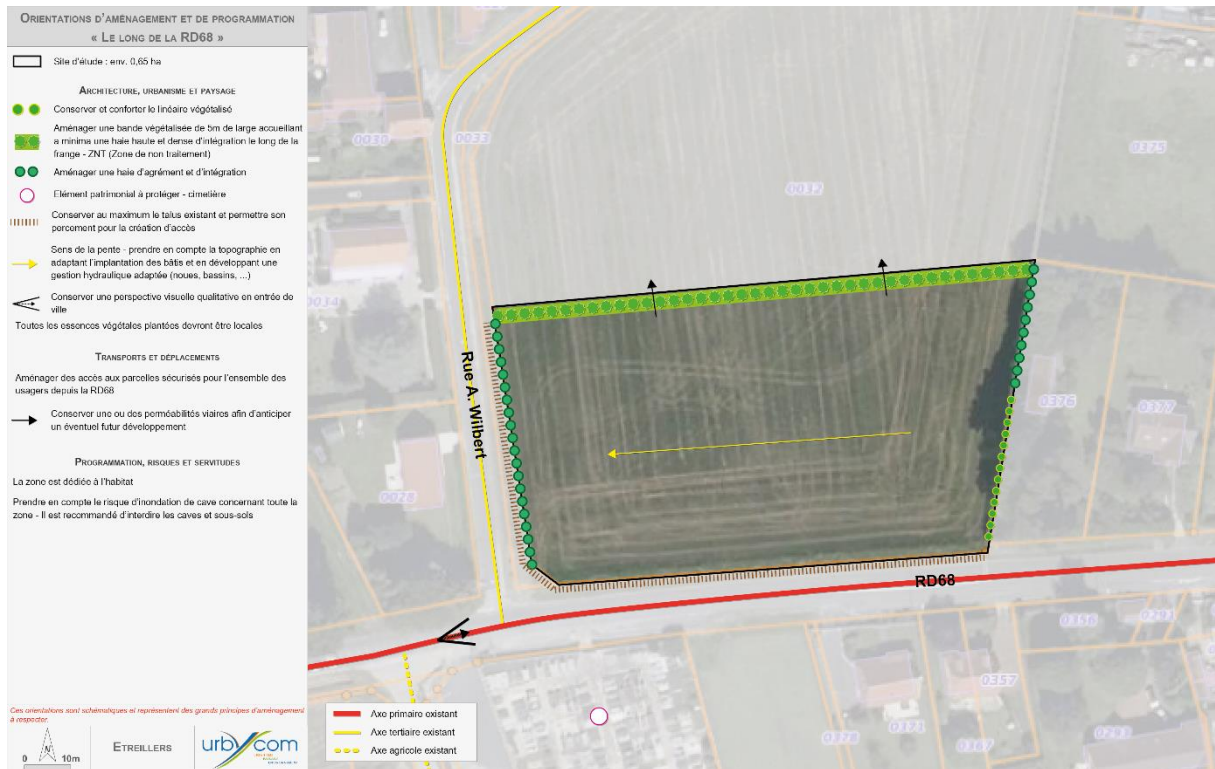 ORIENTATIONS D'AMÉNAGEMENT ET DE PROGRAMMATION
« LE LONG DE LA RD68 »
Site d'étude : env. 0,65 ha
ARCHITECTURE, URBANISME ET PAYSAGE
Conserver et conforter le linéaire végétalisé
Aménager une bande végétalisée de 5m de large accueillant
a minima une haie haute et dense d'intégration le long de la
frange - ZNT (Zone de non traitement)
Aménager une haie d'agrément et d'intégration
Elément patrimonial à protéger - cimetière
Conserver au maximum le talus existant et permettre son
percement pour la création d'accès
Sens de la pente - prendre en compte la topographie en
adaptant l'implantation des bâtis et en développant une
gestion hydraulique adaptée (noues, bassins, ...)
Conserver une perspective visuelle qualitative en entrée de
ville
Toutes les essences végétales plantées devront être locales
TRANSPORTS ET DÉPLACEMENTS
Aménager des accès aux parcelles sécurisés pour l'ensemble des
usagers depuis la RD68
Conserver une ou des perméabilités viaires afin d'anticiper
un éventuel futur développement
PROGRAMMATION, RISQUES ET SERVITUDES
La zone est dédiée à l'habitat
Prendre en compte le risque d'inondation de cave concernant toute la
zone - Il est recommandé d'interdire les caves et sous-sols
Ces orientations sont schématiques et représentent des grands principes d'aménagement
à respecter.
N
0 10m
ETREILLERS
urbycom
0030
0033
0032
0375
0034
Rue A. Wilbert
0376
0377
0028
RD68
0356
0291
0357
0371
0378
0367
0293
Axe primaire existant
Axe tertiaire existant
Axe agricole existant